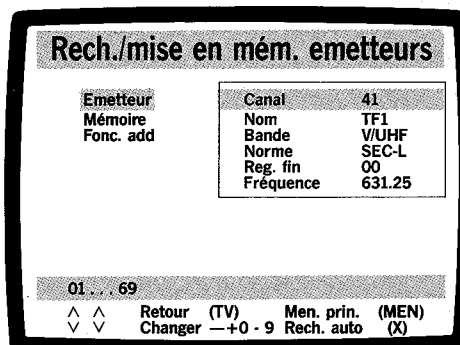 Rech./mise en mém. emetteurs
Emetteur
Mémoire
Fonc. add
Canal 41
Nom TF1
Bande V/UHF
Norme SEC-L
Reg. fin 00
Fréquence 631.25
01 . . . 69
∧ ∧ Retour (TV) Men. prin. (MEN)
∨ ∨ Changer —+0 - 9 Rech. auto (X)